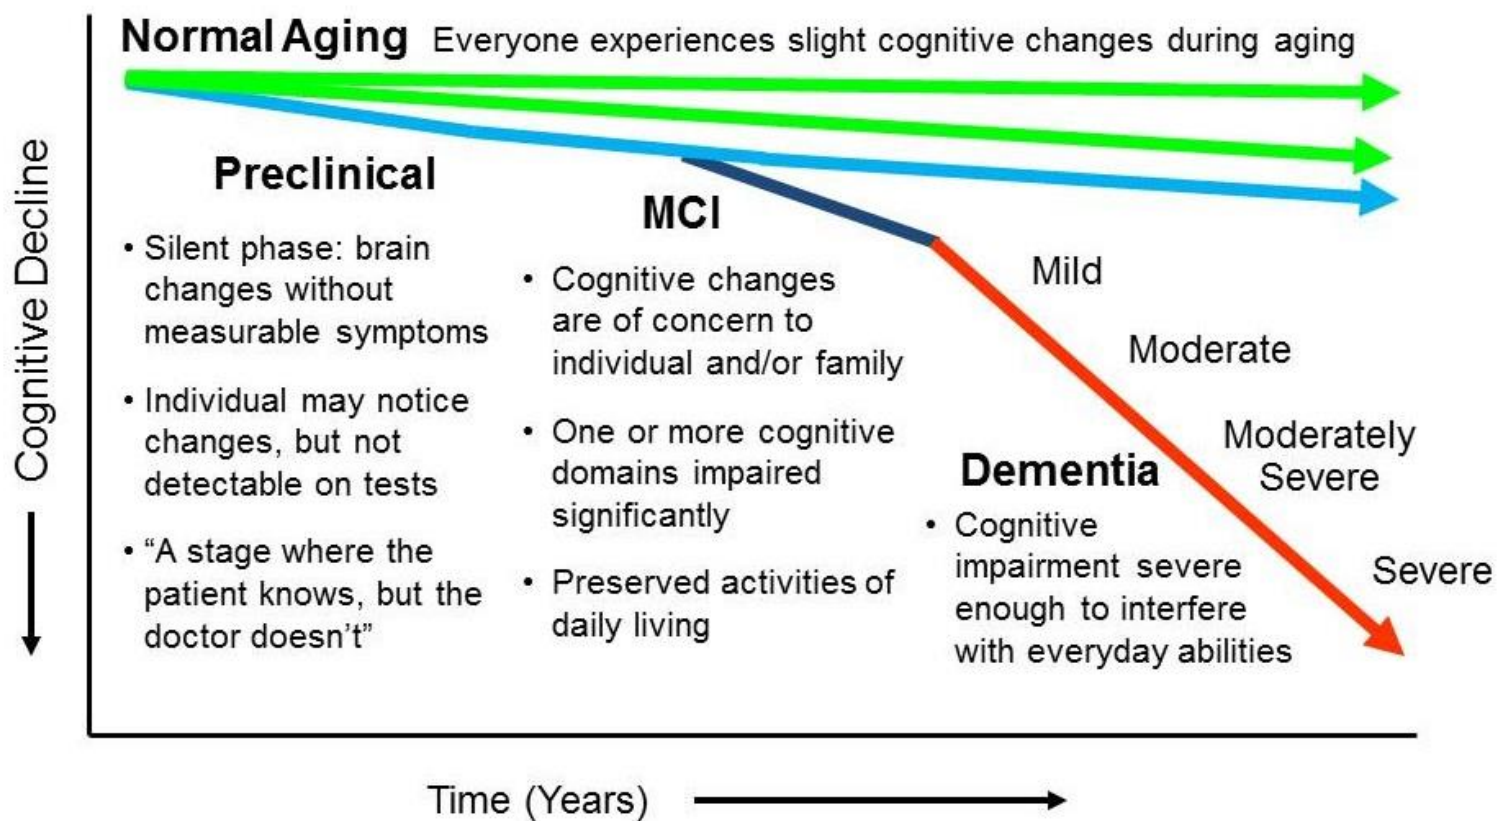 Normal Aging Everyone experiences slight cognitive changes during aging
Cognitive Decline
Preclinical
• Silent phase: brain
changes without
measurable symptoms
• Individual may notice
changes, but not
detectable on tests
• “A stage where the
patient knows, but the
doctor doesn’t”
MCI
• Cognitive changes
are of concern to
individual and/or family
• One or more cognitive
domains impaired
significantly
• Preserved activities of
daily living
Dementia
• Cognitive
impairment severe
enough to interfere
with everyday abilities
Mild
Moderate
Moderately
Severe
Severe
Time (Years)